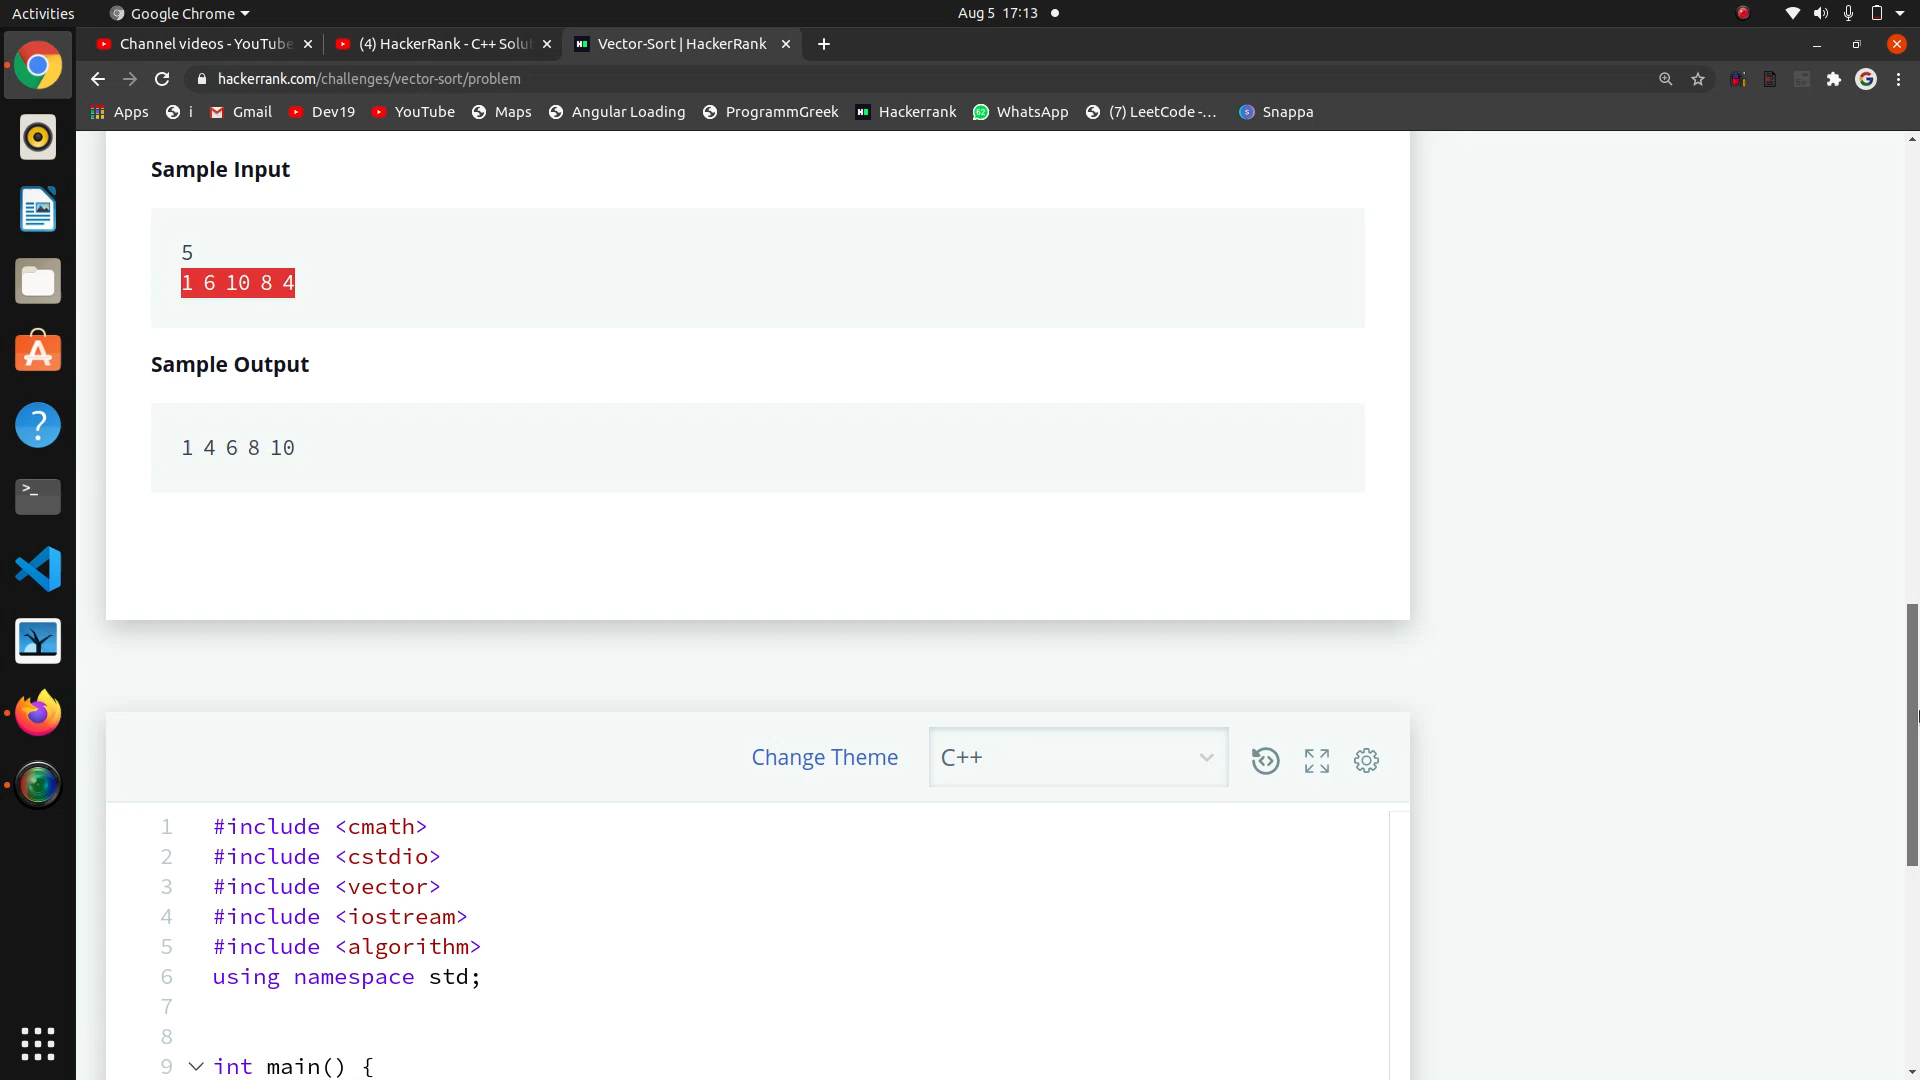 Activities Google Chrome Aug 5 17:13
Channel videos - YouTube (4) HackerRank - C++ Solut Vector-Sort | HackerRank
hackerrank.com/challenges/vector-sort/problem
Apps i Gmail Dev19 YouTube Maps Angular Loading ProgrammGreek Hackerrank WhatsApp (7) LeetCode -... Snappa
Sample Input
5
1 6 10 8 4
Sample Output
1 4 6 8 10
Change Theme C++
1 #include <cmath>
2 #include <cstdio>
3 #include <vector>
4 #include <iostream>
5 #include <algorithm>
6 using namespace std;
7
8
9 int main() {